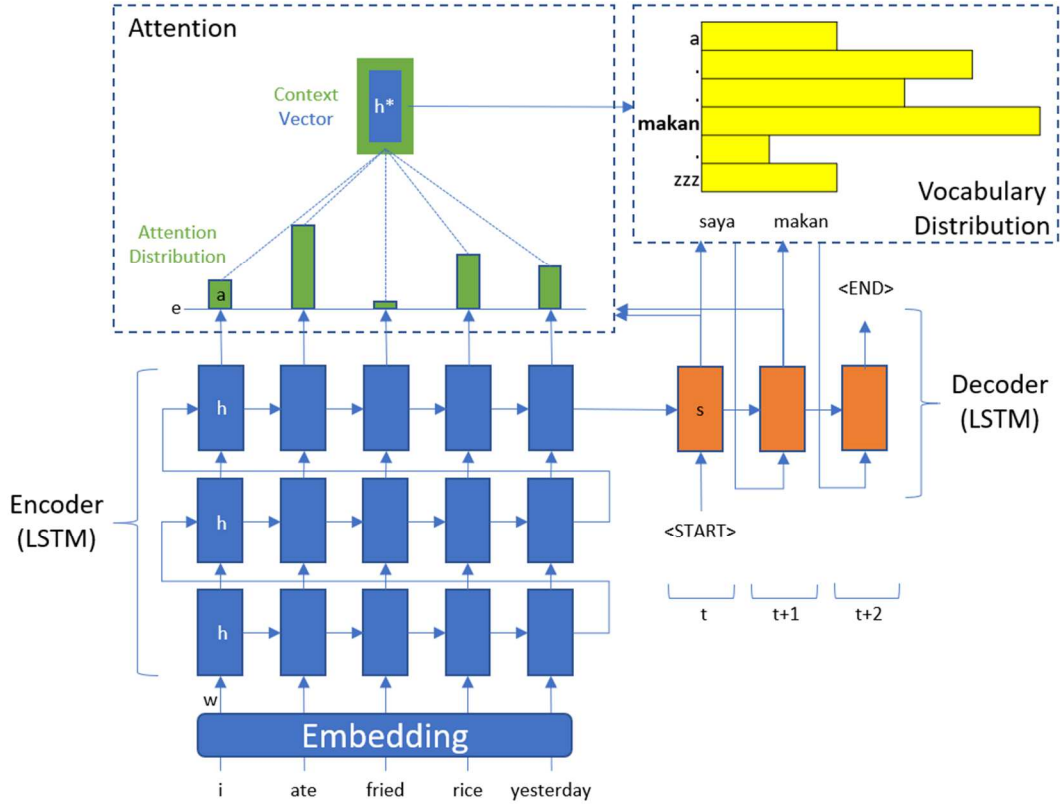 Attention
Context
Vector
h*
Attention
Distribution
a
e
a
.
.
makan
.
zzz
Vocabulary
Distribution
saya
makan
<END>
Encoder
(LSTM)
h
h
h
s
Decoder
(LSTM)
<START>
t
t+1
t+2
w
Embedding
i
ate
fried
rice
yesterday